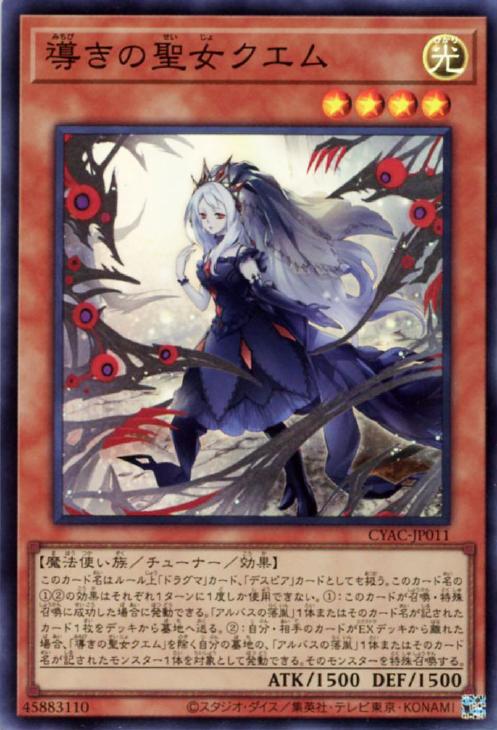 導きの聖女クエム
光
CYAC-JP011
【魔法使い族／チューナー／効果】
このカード名はルール上「ドラグマ」カード、「デスピア」カードとしても扱う。このカード名の
①②の効果はそれぞれ1ターンに1度しか使用できない。①：このカードが召喚・特殊
召喚に成功した場合に発動できる。「アルバスの落胤」1体またはそのカード名が記された
カード1枚をデッキから墓地へ送る。②：自分・相手のカードがEXデッキから離れた
場合、「導きの聖女クエム」を除く自分の墓地の、「アルバスの落胤」1体またはそのカード
名が記されたモンスター1体を対象として発動できる。そのモンスターを特殊召喚する。
ATK/1500 DEF/1500
45883110 ©スタジオ・ダイス／集英社・テレビ東京・KONAMI